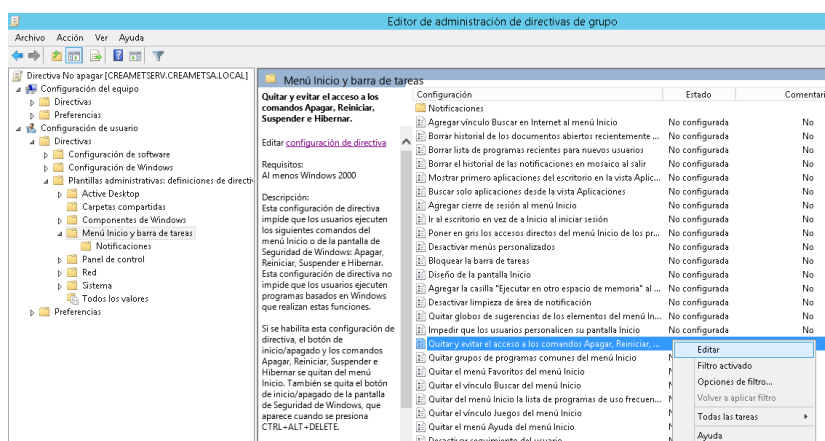 Editor de administración de directivas de grupo
Archivo Acción Ver Ayuda
Directiva No apagar [CREAMETSERV.CREAMETSA.LOCAL]
Configuración del equipo
Directivas
Preferencias
Configuración de usuario
Directivas
Configuración de software
Configuración de Windows
Plantillas administrativas: definiciones de directi
Active Desktop
Carpetas compartidas
Componentes de Windows
Menú Inicio y barra de tareas
Notificaciones
Panel de control
Red
Sistema
Todos los valores
Preferencias
Menú Inicio y barra de tareas
Quitar y evitar el acceso a los
comandos Apagar, Reiniciar,
Suspender e Hibernar.
Editar configuración de directiva
Requisitos:
Al menos Windows 2000
Descripción:
Esta configuración de directiva
impide que los usuarios ejecuten
los siguientes comandos del
menú Inicio o de la pantalla de
Seguridad de Windows: Apagar,
Reiniciar, Suspender e Hibernar.
Esta configuración de directiva no
impide que los usuarios ejecuten
programas basados en Windows
que realizan estas funciones.
Si se habilita esta configuración de
directiva, el botón de
inicio/apagado y los comandos
Apagar, Reiniciar, Suspender e
Hibernar se quitan del menú
Inicio. También se quita el botón
de inicio/apagado de la pantalla
de Seguridad de Windows, que
aparece cuando se presiona
CTRL+ALT+DELETE.
Configuración Estado Comentari
Notificaciones
Agregar vínculo Buscar en Internet al menú Inicio No configurada No
Borrar historial de los documentos abiertos recientemente ... No configurada No
Borrar lista de programas recientes para nuevos usuarios No configurada No
Borrar el historial de las notificaciones en mosaico al salir No configurada No
Mostrar primero aplicaciones del escritorio en la vista Aplic... No configurada No
Buscar solo aplicaciones desde la vista Aplicaciones No configurada No
Agregar cierre de sesión al menú Inicio No configurada No
Ir al escritorio en vez de a Inicio al iniciar sesión No configurada No
Poner en gris los accesos directos del menú Inicio de los pr... No configurada No
Desactivar menús personalizados No configurada No
Bloquear la barra de tareas No configurada No
Diseño de la pantalla Inicio No configurada No
Agregar la casilla "Ejecutar en otro espacio de memoria" al ... No configurada No
Desactivar limpieza de área de notificación No configurada No
Quitar globos de sugerencias de los elementos del menú In... No configurada No
Impedir que los usuarios personalicen su pantalla Inicio No configurada No
Quitar y evitar el acceso a los comandos Apagar, Reiniciar, ...
Quitar grupos de programas comunes del menú Inicio
Quitar el menú Favoritos del menú Inicio
Quitar el vínculo Buscar del menú Inicio
Quitar del menú Inicio la lista de programas de uso frecuen...
Quitar el vínculo Juegos del menú Inicio
Quitar el menú Ayuda del menú Inicio
Desactivar seguimiento del usuario
Editar
Filtro activado
Opciones de filtro...
Volver a aplicar filtro
Todas las tareas
Ayuda